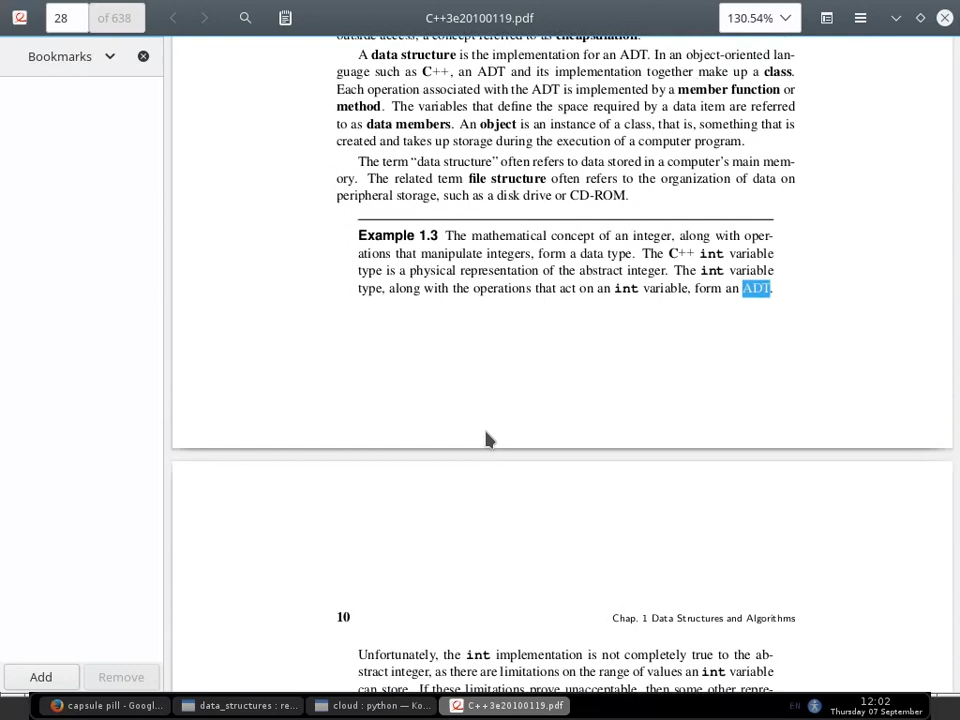 28
of 638
C++3e20100119.pdf
130.54%
Bookmarks
outside access, a concept referred to as encapsulation.
A data structure is the implementation for an ADT. In an object-oriented lan-
guage such as C++, an ADT and its implementation together make up a class.
Each operation associated with the ADT is implemented by a member function or
method. The variables that define the space required by a data item are referred
to as data members. An object is an instance of a class, that is, something that is
created and takes up storage during the execution of a computer program.
The term “data structure” often refers to data stored in a computer’s main mem-
ory. The related term file structure often refers to the organization of data on
peripheral storage, such as a disk drive or CD-ROM.
Example 1.3 The mathematical concept of an integer, along with oper-
ations that manipulate integers, form a data type. The C++ int variable
type is a physical representation of the abstract integer. The int variable
type, along with the operations that act on an int variable, form an ADT.
10
Chap. 1 Data Structures and Algorithms
Unfortunately, the int implementation is not completely true to the ab-
stract integer, as there are limitations on the range of values an int variable
can store. If these limitations prove unacceptable, then some other repre-
Add
Remove
capsule pill - Googl...
data_structures : re...
cloud : python — Ko...
C++3e20100119.pdf
EN
12:02
Thursday 07 September